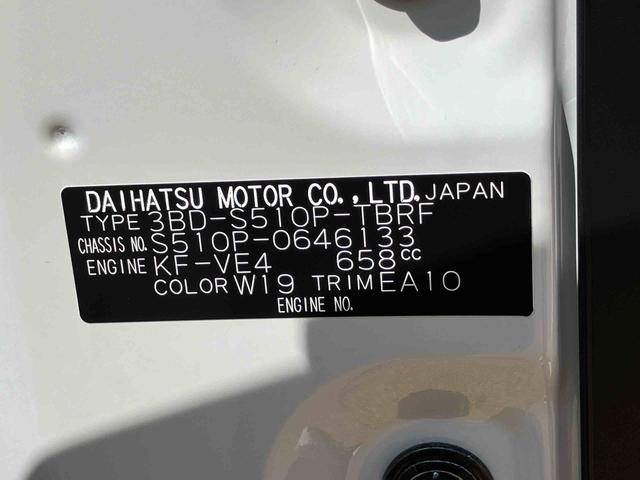 DAIHATSU MOTOR CO.,LTD. JAPAN
TYPE 3BD-S510P-TBRF
CHASSIS NO. S510P-0646133
ENGINE KF-VE4 658cc
COLOR W19 TRIM EA10
ENGINE NO.